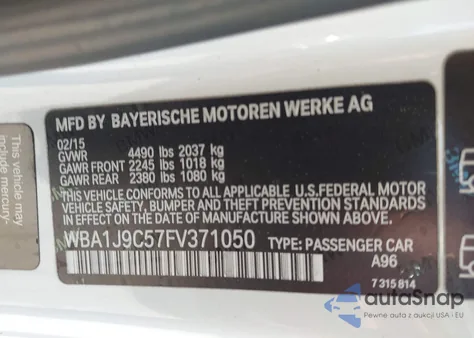 This vehicle may
include mercury-
MFD BY BAYERISCHE MOTOREN WERKE AG
02/15
GVWR 4490 lbs 2037 kg
GAWR FRONT 2245 lbs 1018 kg
GAWR REAR 2380 lbs 1080 kg
THIS VEHICLE CONFORMS TO ALL APPLICABLE U.S.FEDERAL MOTOR
VEHICLE SAFETY, BUMPER, AND THEFT PREVENTION STANDARDS
IN EFFECT ON THE DATE OF MANUFACTURE SHOWN ABOVE.
WBA1J9C57FV371050 TYPE: PASSENGER CAR
A96
7 315 814
autoSnap
Pewne auta z aukcji USA i EU